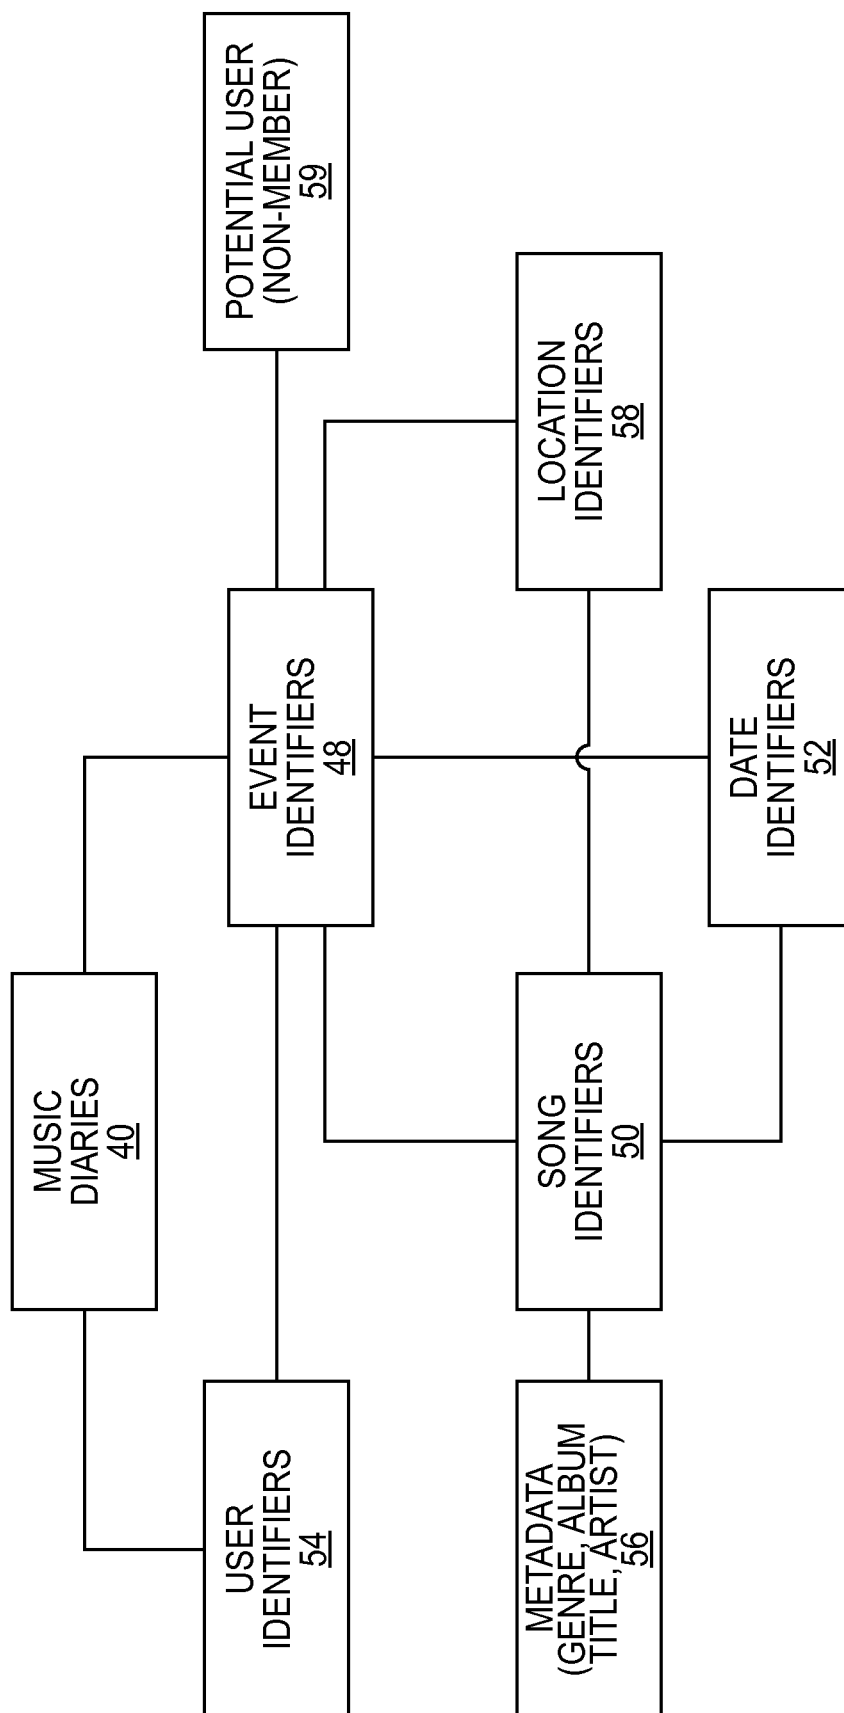 MUSIC
DIARIES
40
USER
IDENTIFIERS
54
EVENT
IDENTIFIERS
48
POTENTIAL USER
(NON-MEMBER)
59
METADATA
(GENRE, ALBUM
TITLE, ARTIST)
56
SONG
IDENTIFIERS
50
LOCATION
IDENTIFIERS
58
DATE
IDENTIFIERS
52